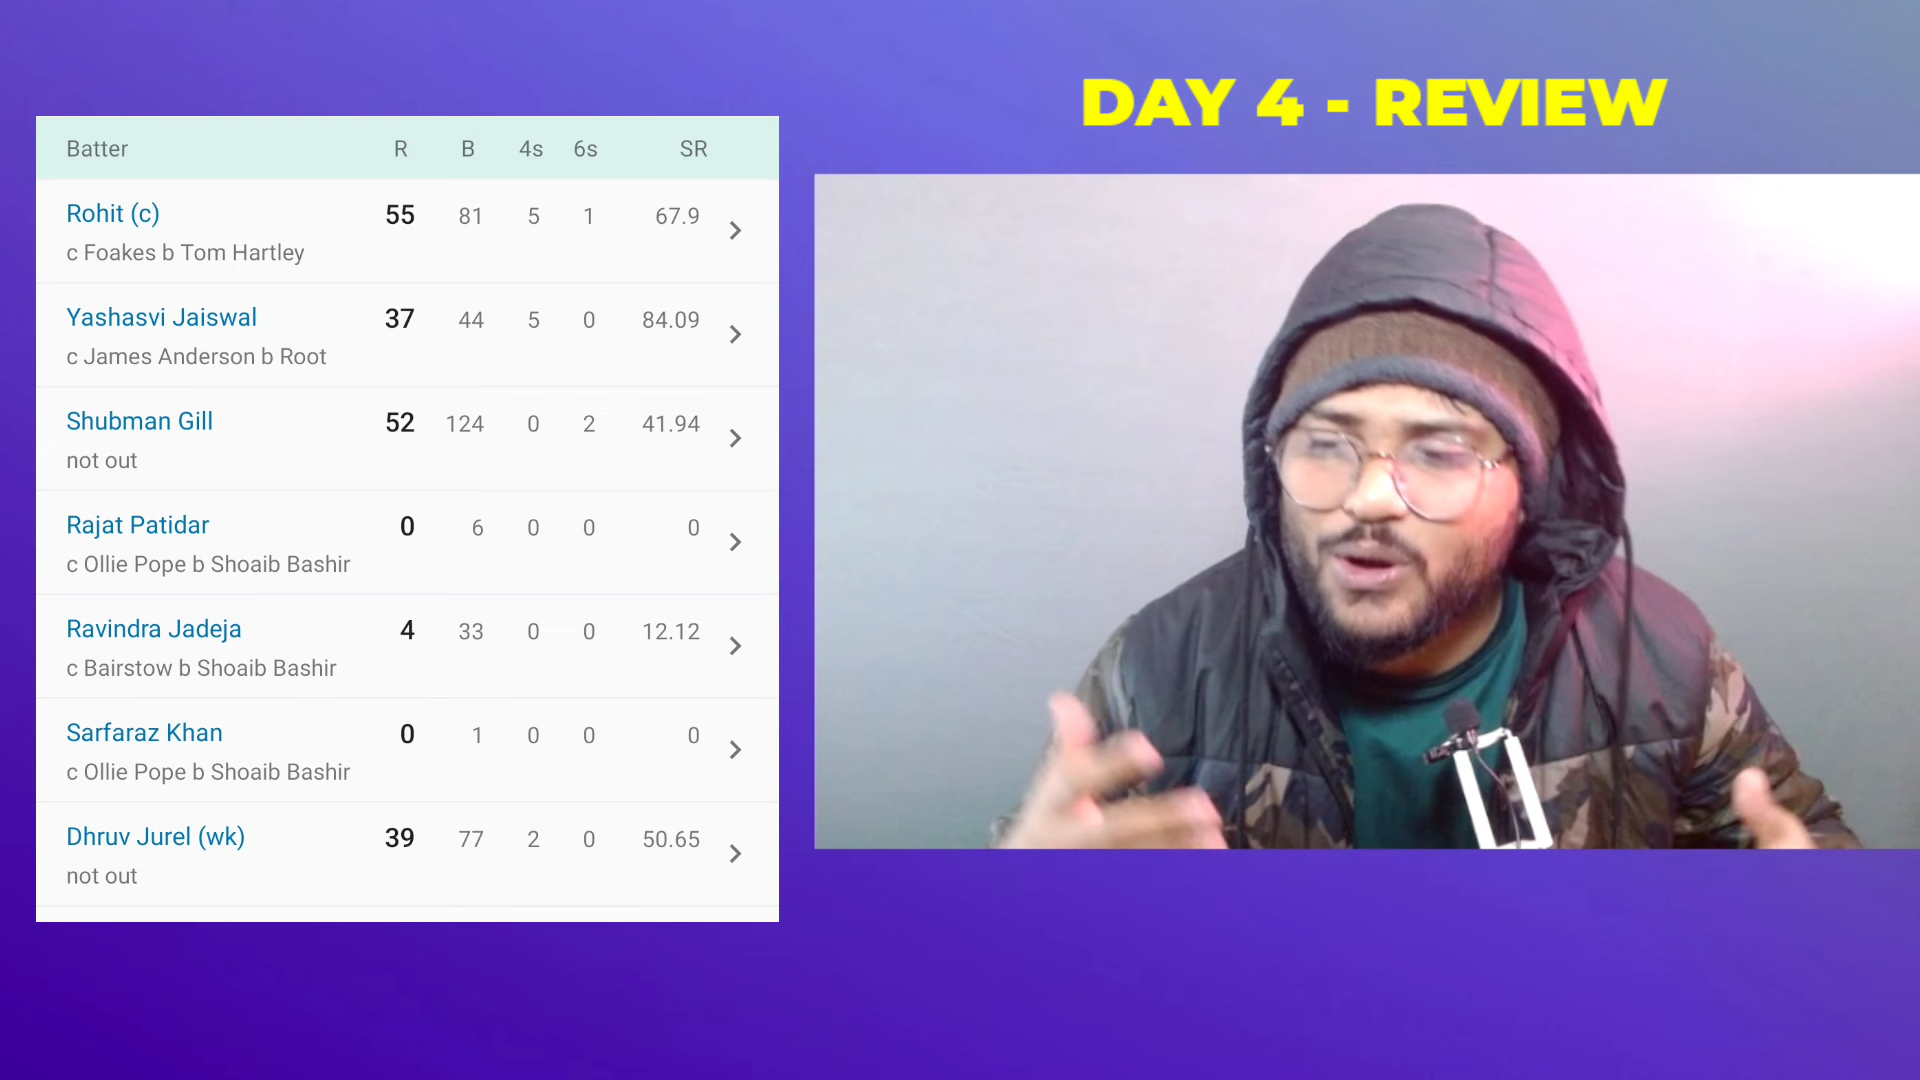 DAY 4 - REVIEW
Batter R B 4s 6s SR
Rohit (c) 55 81 5 1 67.9
c Foakes b Tom Hartley
Yashasvi Jaiswal 37 44 5 0 84.09
c James Anderson b Root
Shubman Gill 52 124 0 2 41.94
not out
Rajat Patidar 0 6 0 0 0
c Ollie Pope b Shoaib Bashir
Ravindra Jadeja 4 33 0 0 12.12
c Bairstow b Shoaib Bashir
Sarfaraz Khan 0 1 0 0 0
c Ollie Pope b Shoaib Bashir
Dhruv Jurel (wk) 39 77 2 0 50.65
not out